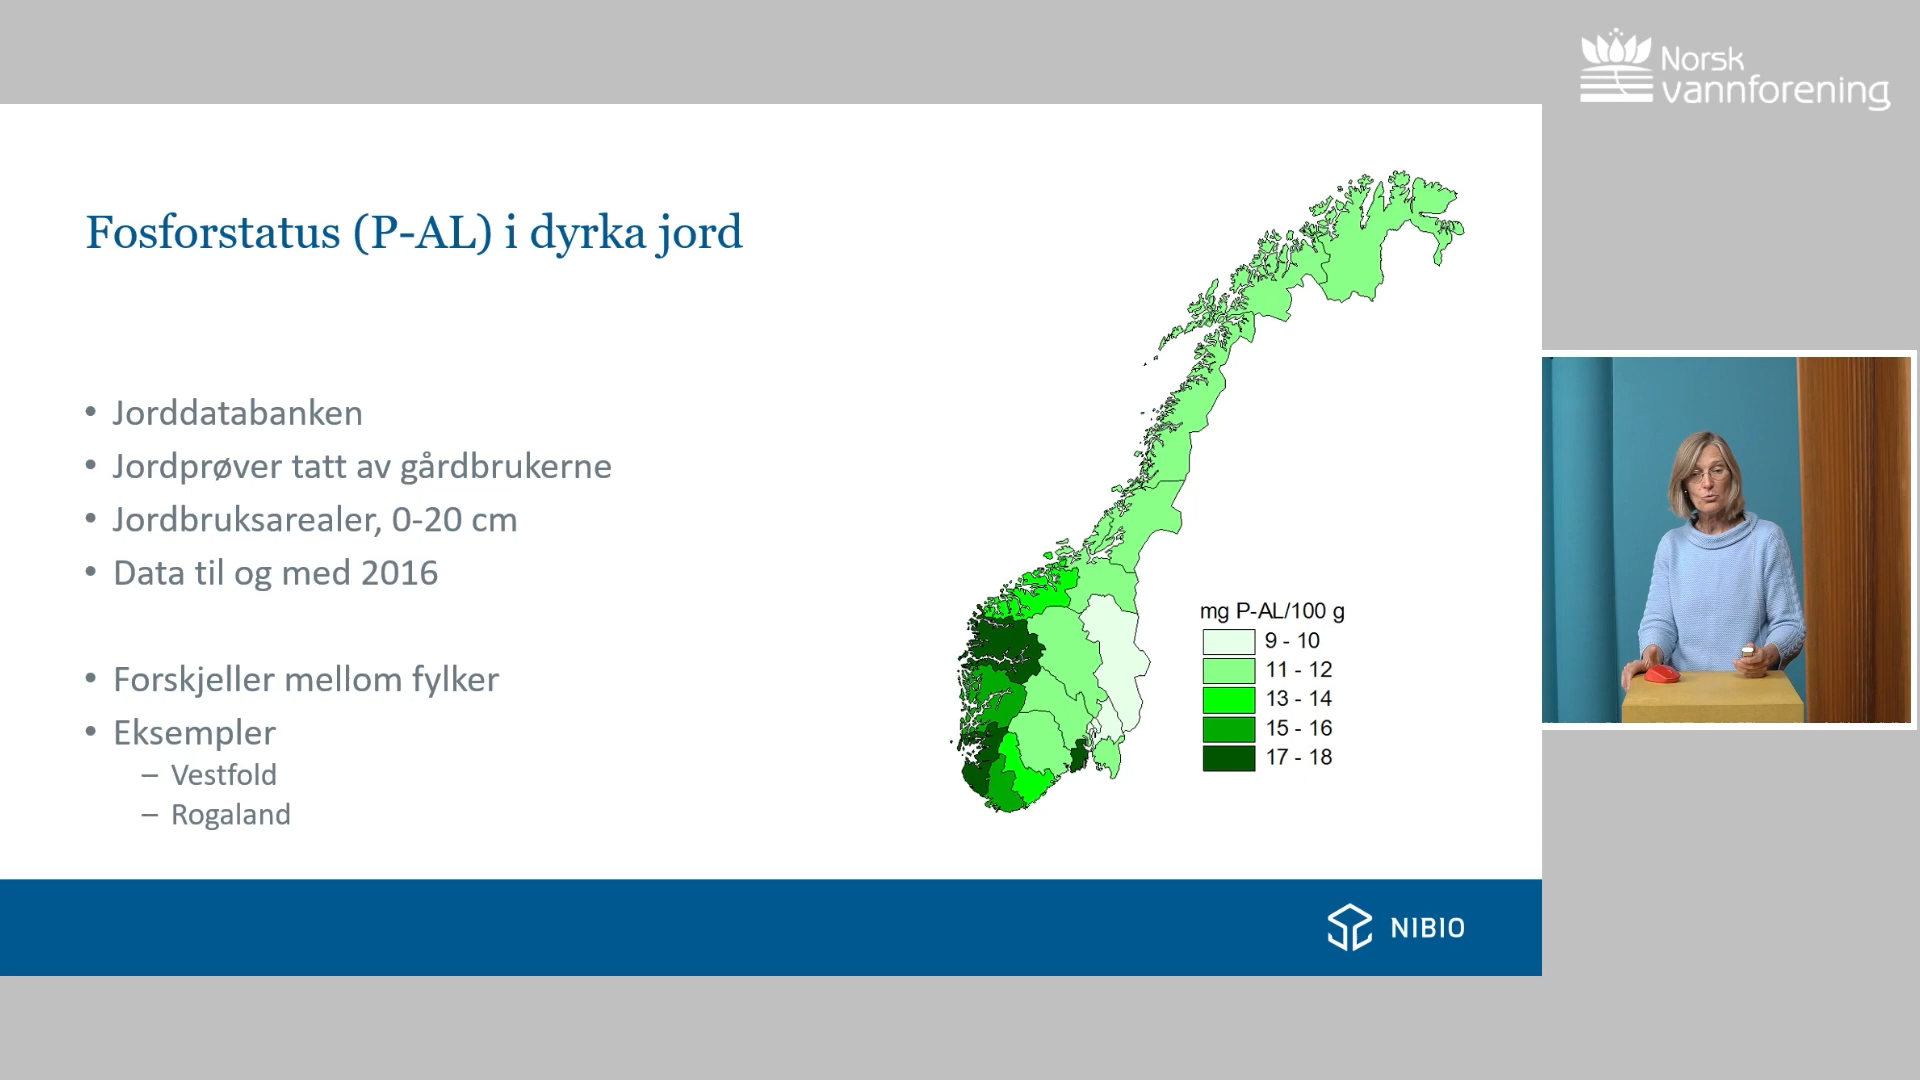 Norsk
vannforening
Fosforstatus (P-AL) i dyrka jord
• Jorddatabanken
• Jordprøver tatt av gårdbrukerne
• Jordbruksarealer, 0-20 cm
• Data til og med 2016
• Forskjeller mellom fylker
• Eksempler
– Vestfold
– Rogaland
mg P-AL/100 g
9 - 10
11 - 12
13 - 14
15 - 16
17 - 18
NIBIO